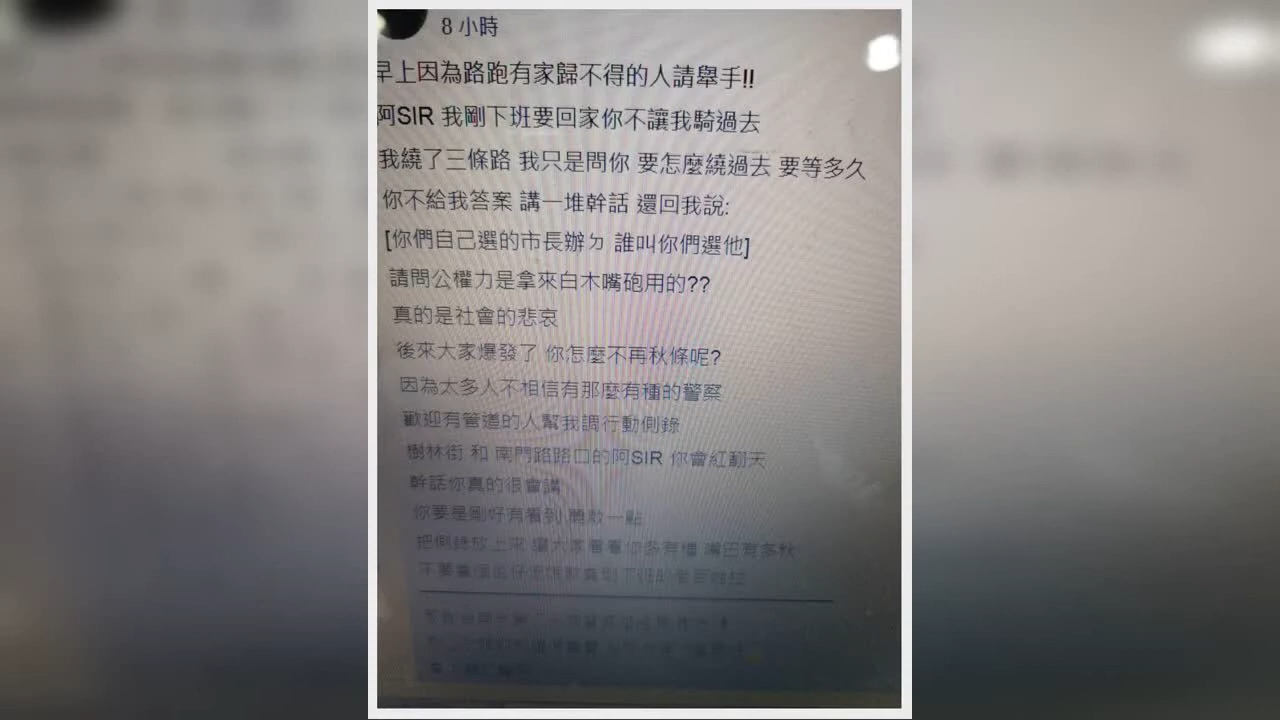 8 小時
早上因為路跑有家歸不得的人請舉手!!
阿SIR 我剛下班要回家你不讓我騎過去
我繞了三條路 我只是問你 要怎麼繞過去 要等多久
你不給我答案 講一堆幹話 還回我說:
[你們自己選的市長辦ㄉ 誰叫你們選他]
請問公權力是拿來白木嘴砲用的??
真的是社會的悲哀
後來大家爆發了 你怎麼不再秋條呢?
因為太多人不相信有那麼有種的警察
歡迎有管道的人幫我調行動側錄
樹林街 和 南門路路口的阿SIR 你會紅翻天
幹話你真的很會講
你要是剛好有看到 一點
把側錄放上來 讓大家看看你多有種 嘴巴有多秋